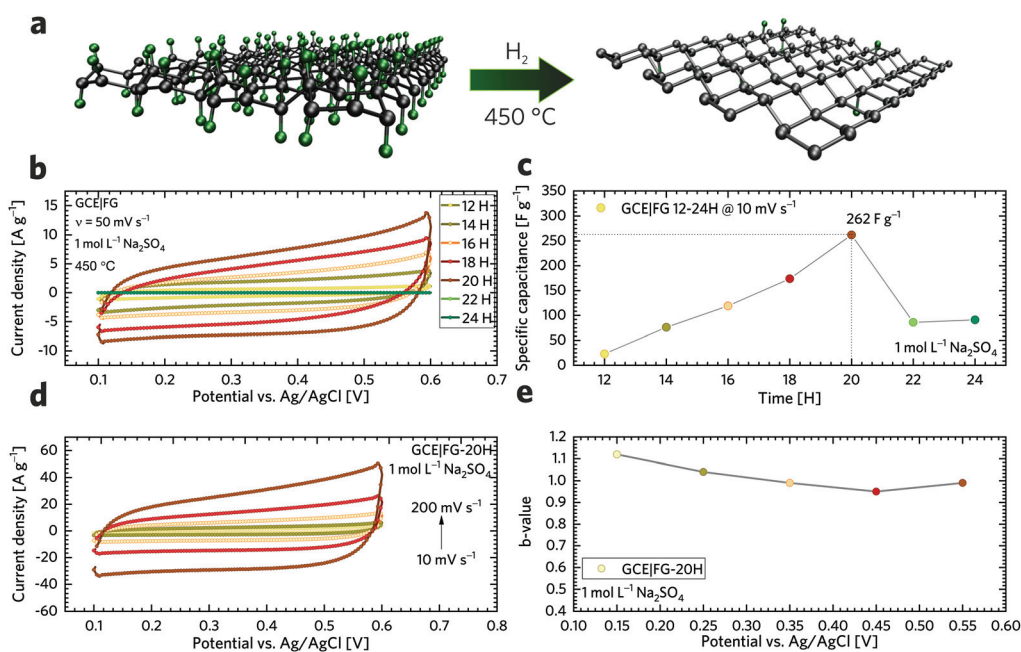 a
H₂
450 °C
b
GCE|FG
ν = 50 mV s⁻¹
1 mol L⁻¹ Na₂SO₄
450 °C
12 H
14 H
16 H
18 H
20 H
22 H
24 H
Current density [A g⁻¹]
15
10
5
0
-5
-10
0.1 0.2 0.3 0.4 0.5 0.6 0.7
Potential vs. Ag/AgCl [V]
c
GCE|FG 12-24H @ 10 mV s⁻¹
262 F g⁻¹
1 mol L⁻¹ Na₂SO₄
Specific capacitance [F g⁻¹]
350
300
250
200
150
100
50
0
12 14 16 18 20 22 24
Time [H]
d
GCE|FG-20H
1 mol L⁻¹ Na₂SO₄
200 mV s⁻¹
10 mV s⁻¹
Current density [A g⁻¹]
60
40
20
0
-20
-40
-60
0.1 0.2 0.3 0.4 0.5 0.6 0.7
Potential vs. Ag/AgCl [V]
e
b-value
1.2
1.1
1.0
0.9
0.8
0.7
0.6
0.5
0.4
GCE|FG-20H
1 mol L⁻¹ Na₂SO₄
0.10 0.15 0.20 0.25 0.30 0.35 0.40 0.45 0.50 0.55 0.60
Potential vs. Ag/AgCl [V]